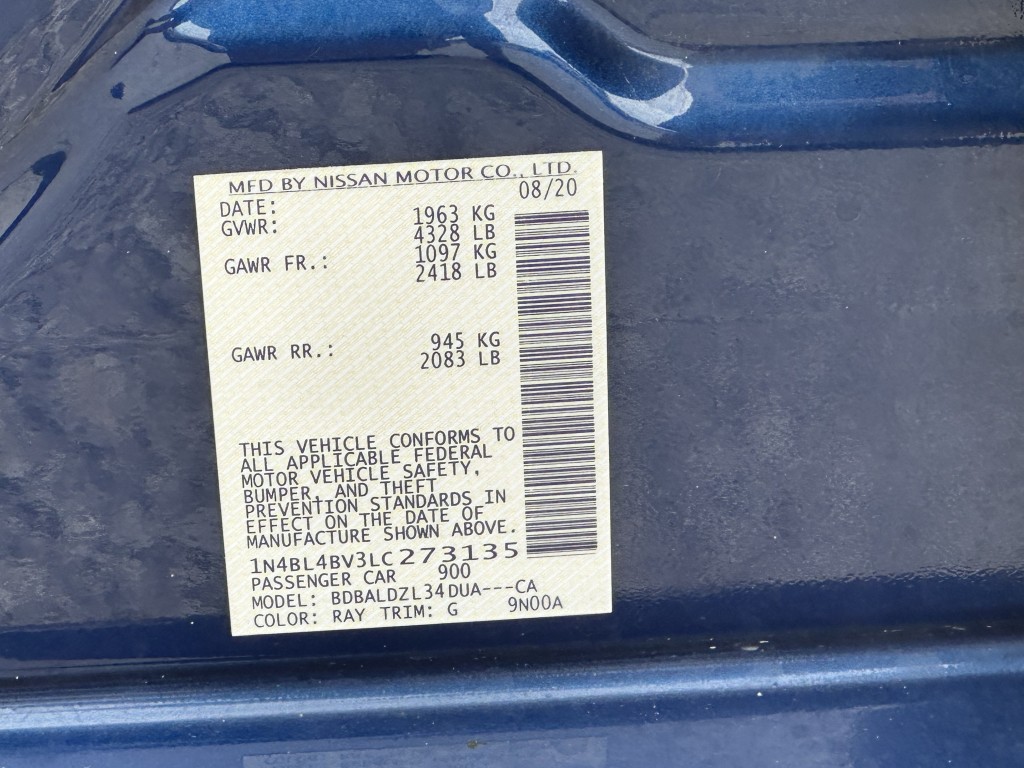 MFD BY NISSAN MOTOR CO., LTD.
DATE: 08/20
GVWR: 1963 KG
4328 LB
GAWR FR.: 1097 KG
2418 LB
GAWR RR.: 945 KG
2083 LB
THIS VEHICLE CONFORMS TO
ALL APPLICABLE FEDERAL
MOTOR VEHICLE SAFETY,
BUMPER, AND THEFT
PREVENTION STANDARDS IN
EFFECT ON THE DATE OF
MANUFACTURE SHOWN ABOVE.
1N4BL4BV3LC273135
PASSENGER CAR 900
MODEL: BDBALDZL34DUA---CA
COLOR: RAY TRIM: G 9N00A